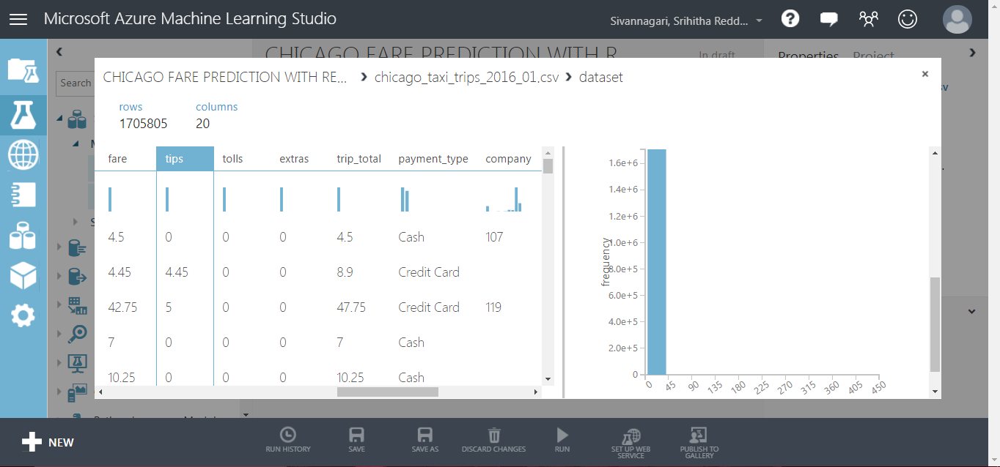 Microsoft Azure Machine Learning Studio
Sivannagari, Srihitha Redd...
CHICAGO FARE PREDICTION WITH R
In draft
Properties Project
Search
CHICAGO FARE PREDICTION WITH RE... > chicago_taxi_trips_2016_01.csv > dataset
rows columns
1705805 20
fare tips tolls extras trip_total payment_type company
4.5 0 0 0 4.5 Cash 107
4.45 4.45 0 0 8.9 Credit Card
42.75 5 0 0 47.75 Credit Card 119
7 0 0 0 7 Cash
10.25 0 0 0 10.25 Cash
frequency
1.6e+6
1.4e+6
1.2e+6
1.0e+6
8.0e+5
6.0e+5
4.0e+5
2.0e+5
0
0 45 90 135 180 225 270 315 360 405 450
NEW
RUN HISTORY
SAVE
SAVE AS
DISCARD CHANGES
RUN
SET UP WEB
SERVICE
PUBLISH TO
GALLERY